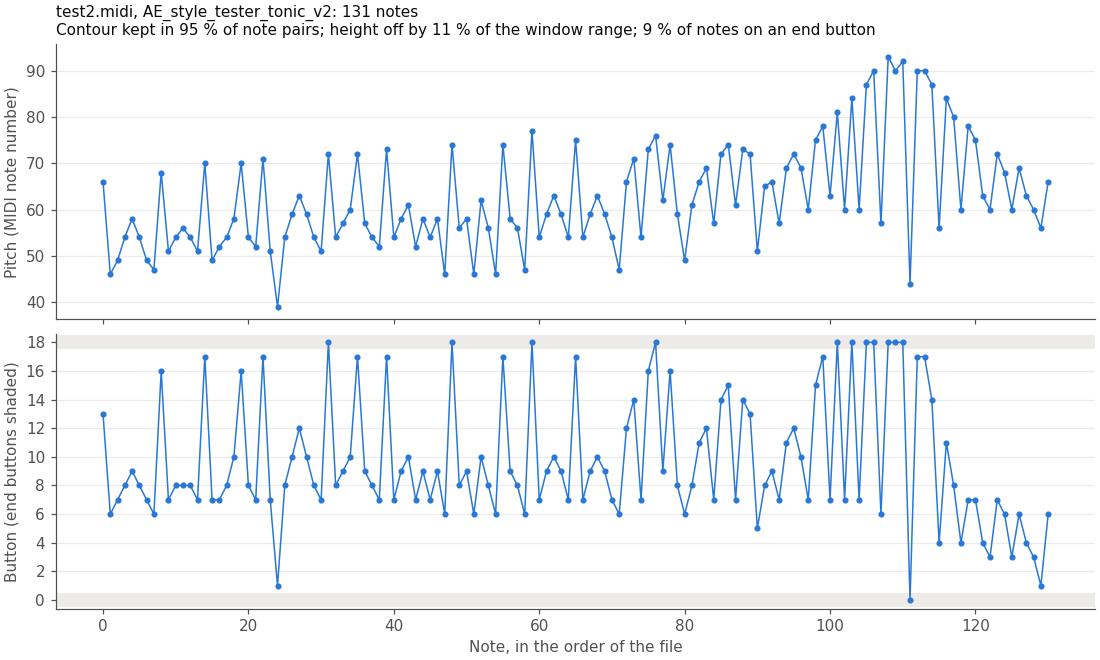 test2.midi, AE_style_tester_tonic_v2: 131 notes
Contour kept in 95 % of note pairs; height off by 11 % of the window range; 9 % of notes on an end button
Pitch (MIDI note number)
90
80
70
60
50
40
Button (end buttons shaded)
18
16
14
12
10
8
6
4
2
0
0 20 40 60 80 100 120
Note, in the order of the file